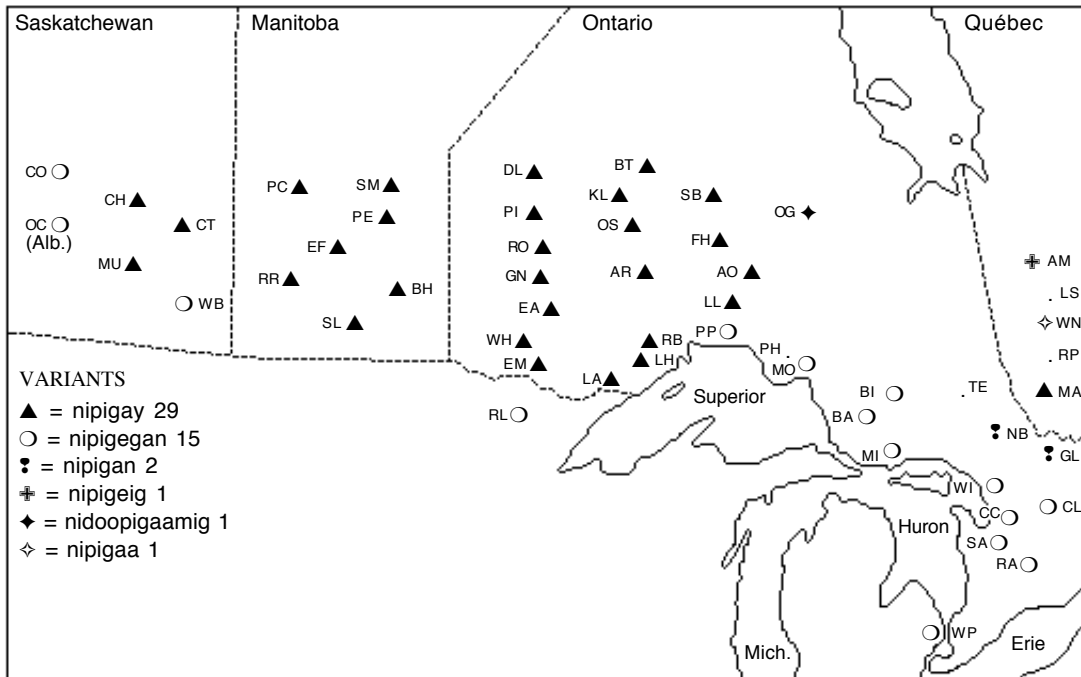 Saskatchewan Manitoba Ontario Québec
CO
DL
BT
PC
SM
CH
KL
SB
OC
(Alb.)
CT
PE
PI
OS
OG
EF
RO
FH
MU
RR
BH
GN
AR
AO
AM
WB
EA
LL
LS
SL
WH
RB
PP
WN
EM
LH
PH
MO
RP
LA
Superior
BI
TE
MA
RL
BA
NB
MI
GL
WI
CC
CL
Huron
SA
RA
WP
Erie
Mich.
VARIANTS
▲ = nipigay 29
❍ = nipigegan 15
❢ = nipigan 2
✙ = nipigeig 1
✦ = nidoopigaamig 1
✧ = nipigaa 1